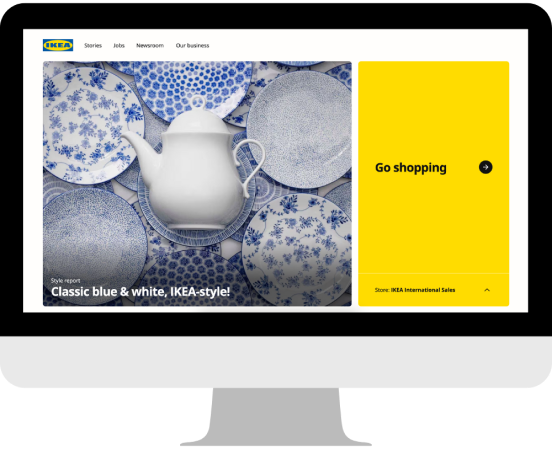 IKEA
Stories Jobs Newsroom Our business
Style report
Classic blue & white, IKEA-style!
Go shopping
Store: IKEA International Sales